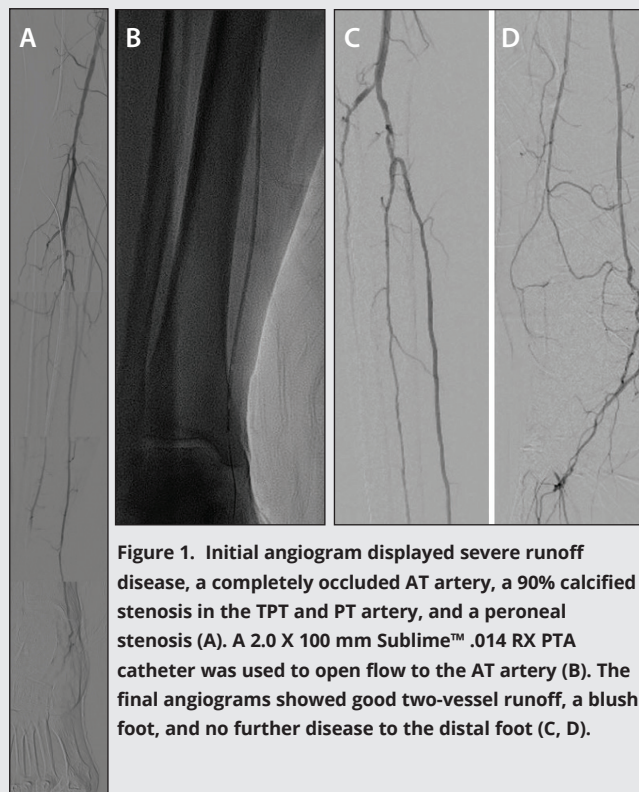 A
B
C
D
Figure 1. Initial angiogram displayed severe runoff
disease, a completely occluded AT artery, a 90% calcified
stenosis in the TPT and PT artery, and a peroneal
stenosis (A). A 2.0 X 100 mm Sublime™ .014 RX PTA
catheter was used to open flow to the AT artery (B). The
final angiograms showed good two-vessel runoff, a blush
foot, and no further disease to the distal foot (C, D).